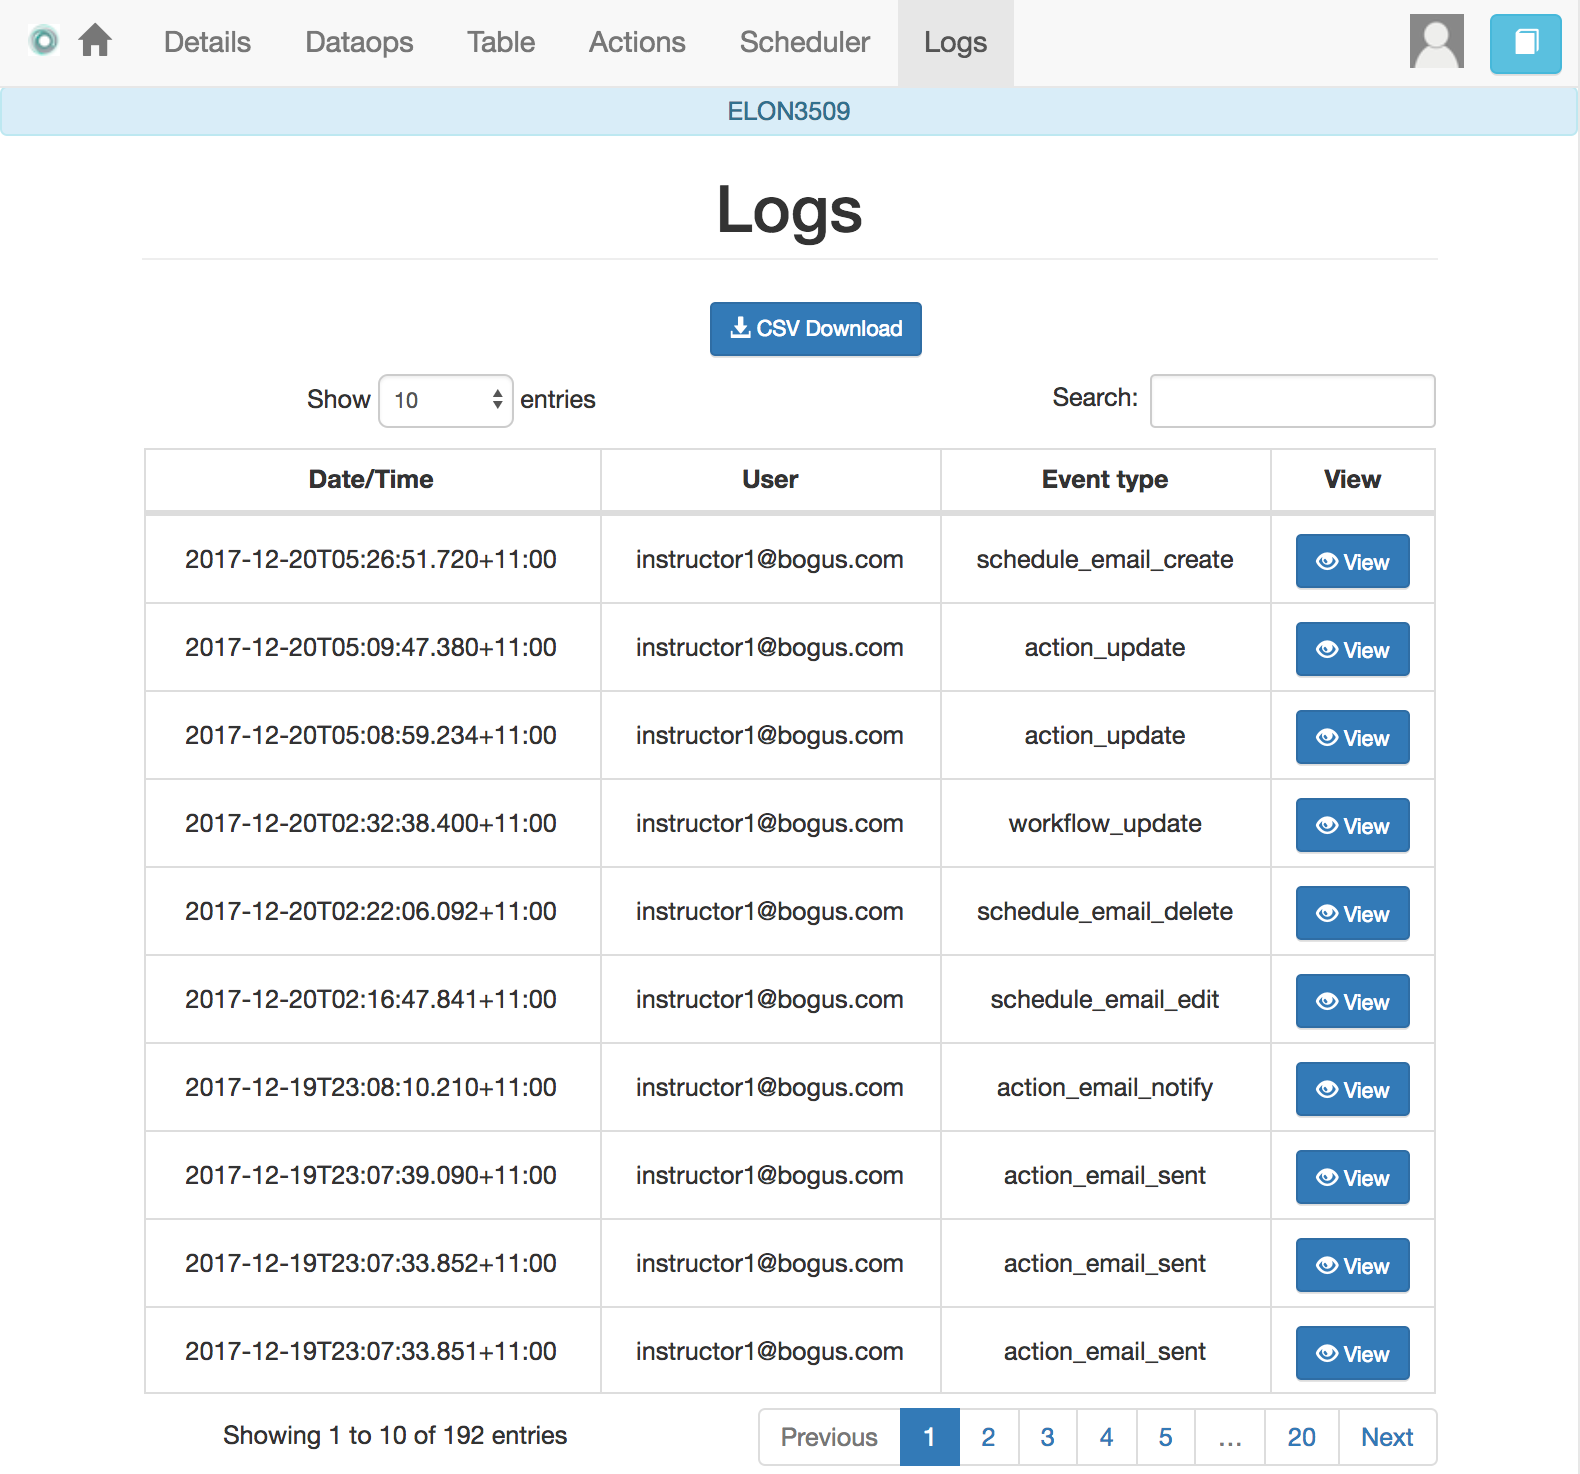 Details Dataops Table Actions Scheduler Logs
ELON3509
Logs
CSV Download
Show 10 entries Search:
Date/Time User Event type View
2017-12-20T05:26:51.720+11:00 instructor1@bogus.com schedule_email_create View
2017-12-20T05:09:47.380+11:00 instructor1@bogus.com action_update View
2017-12-20T05:08:59.234+11:00 instructor1@bogus.com action_update View
2017-12-20T02:32:38.400+11:00 instructor1@bogus.com workflow_update View
2017-12-20T02:22:06.092+11:00 instructor1@bogus.com schedule_email_delete View
2017-12-20T02:16:47.841+11:00 instructor1@bogus.com schedule_email_edit View
2017-12-19T23:08:10.210+11:00 instructor1@bogus.com action_email_notify View
2017-12-19T23:07:39.090+11:00 instructor1@bogus.com action_email_sent View
2017-12-19T23:07:33.852+11:00 instructor1@bogus.com action_email_sent View
2017-12-19T23:07:33.851+11:00 instructor1@bogus.com action_email_sent View
Showing 1 to 10 of 192 entries Previous 1 2 3 4 5 … 20 Next